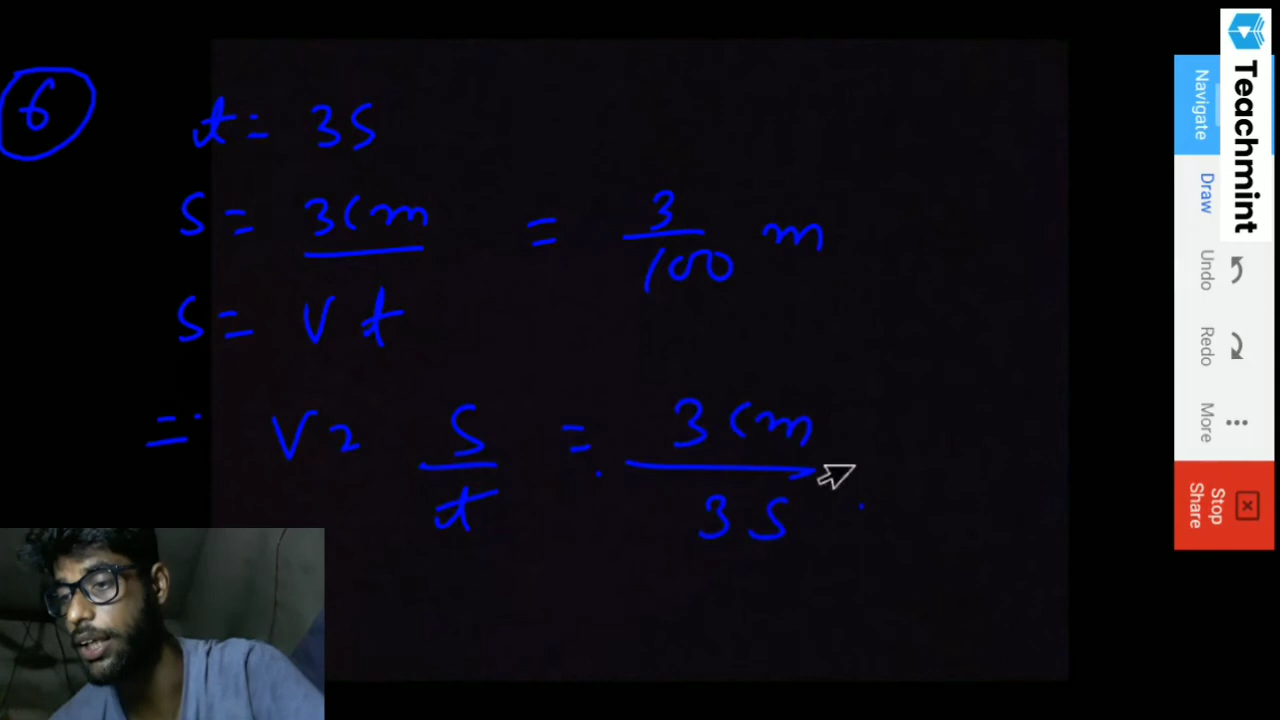 6
t = 3s
s = 3cm = 3/100 m
s = vt
=> v = s/t = 3cm/3s
Teachmint
Navigate
Draw
Undo
Redo
More
Stop
Share